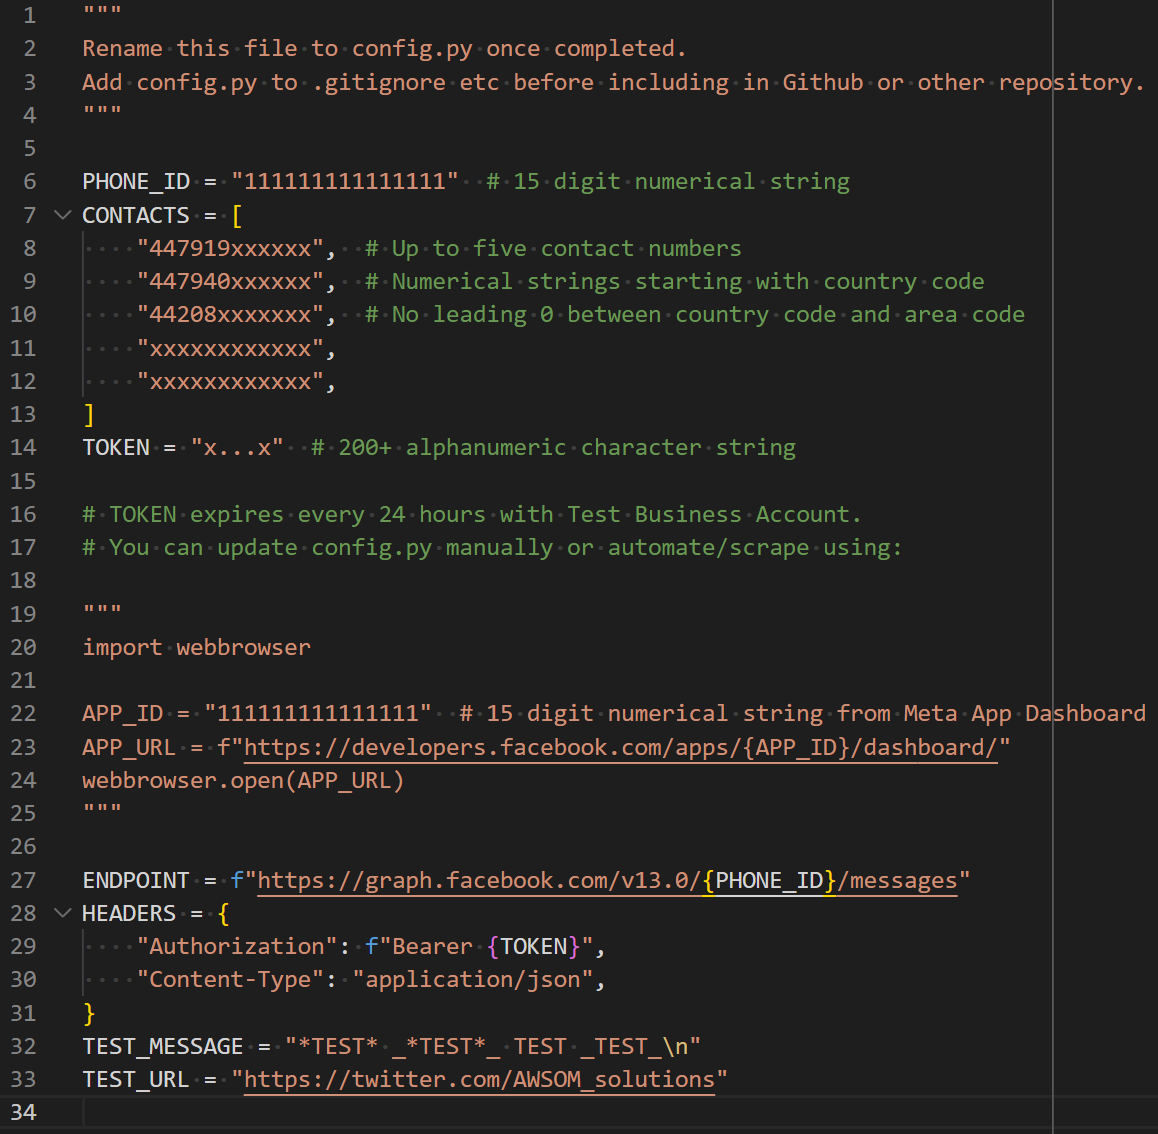 1 """
2 Rename this file to config.py once completed.
3 Add config.py to .gitignore etc before including in Github or other repository.
4 """
5
6 PHONE_ID = "111111111111111"  # 15 digit numerical string
7 CONTACTS = [
8     "447919xxxxxx",  # Up to five contact numbers
9     "447940xxxxxx",  # Numerical strings starting with country code
10     "44208xxxxxxx",  # No leading 0 between country code and area code
11     "xxxxxxxxxxxx",
12     "xxxxxxxxxxxx",
13 ]
14 TOKEN = "x...x"  # 200+ alphanumeric character string
15
16 # TOKEN expires every 24 hours with Test Business Account.
17 # You can update config.py manually or automate/scrape using:
18
19 """
20 import webbrowser
21
22 APP_ID = "111111111111111"  # 15 digit numerical string from Meta App Dashboard
23 APP_URL = f"https://developers.facebook.com/apps/{APP_ID}/dashboard/"
24 webbrowser.open(APP_URL)
25 """
26
27 ENDPOINT = f"https://graph.facebook.com/v13.0/{PHONE_ID}/messages"
28 HEADERS = {
29     "Authorization": f"Bearer {TOKEN}",
30     "Content-Type": "application/json",
31 }
32 TEST_MESSAGE = "*TEST* _*TEST*_ TEST _TEST_\n"
33 TEST_URL = "https://twitter.com/AWSOM_solutions"
34